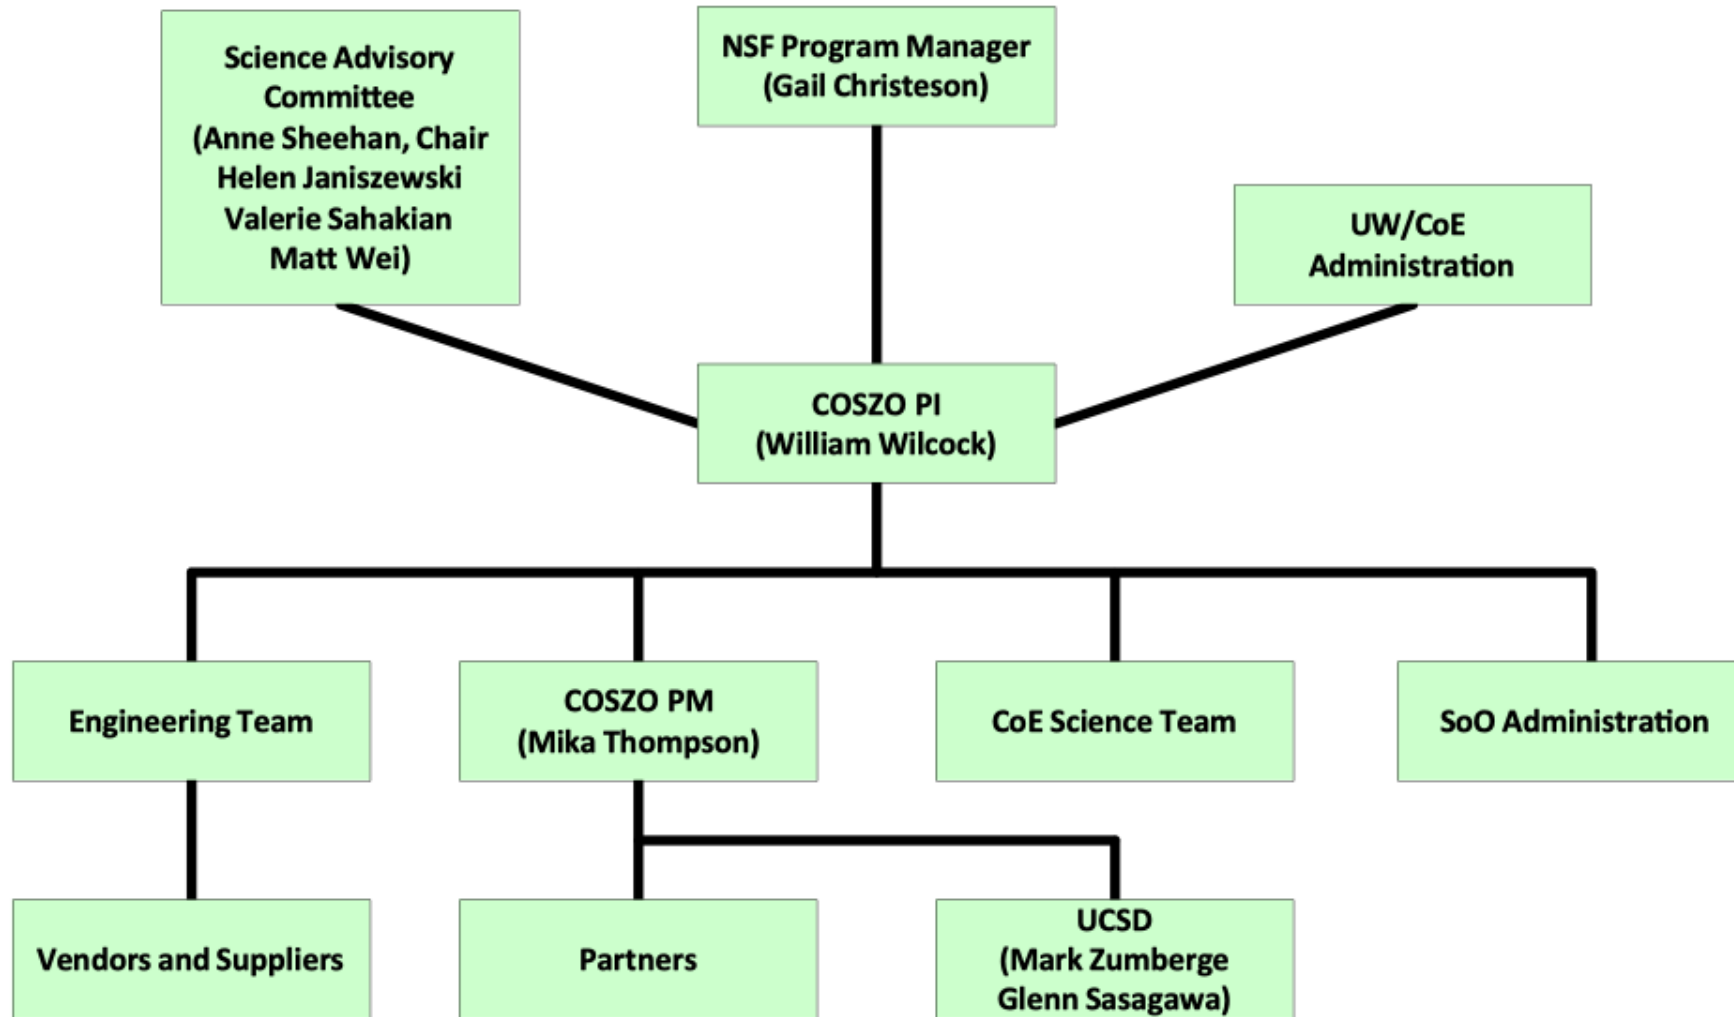 Science Advisory
Committee
(Anne Sheehan, Chair
Helen Janiszewski
Valerie Sahakian
Matt Wei)
NSF Program Manager
(Gail Christeson)
UW/CoE
Administration
COSZO PI
(William Wilcock)
Engineering Team
COSZO PM
(Mika Thompson)
CoE Science Team
SoO Administration
Vendors and Suppliers
Partners
UCSD
(Mark Zumberge
Glenn Sasagawa)